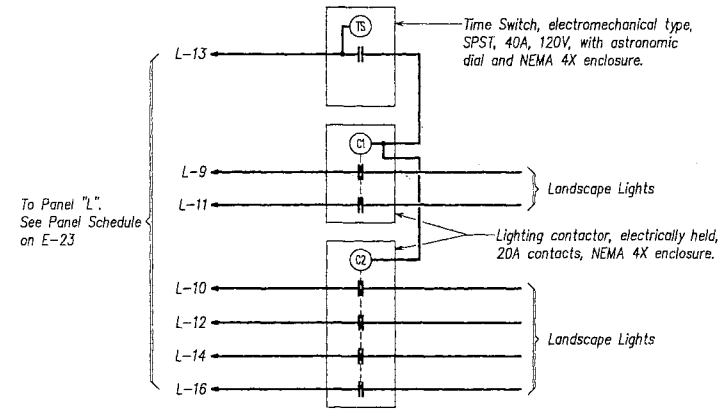 TS
Time Switch, electromechanical type,
SPST, 40A, 120V, with astronomic
dial and NEMA 4X enclosure.
L-13
C1
L-9
L-11
Landscape Lights
To Panel "L".
See Panel Schedule
on E-23
Lighting contactor, electrically held,
20A contacts, NEMA 4X enclosure.
C2
L-10
L-12
L-14
L-16
Landscape Lights